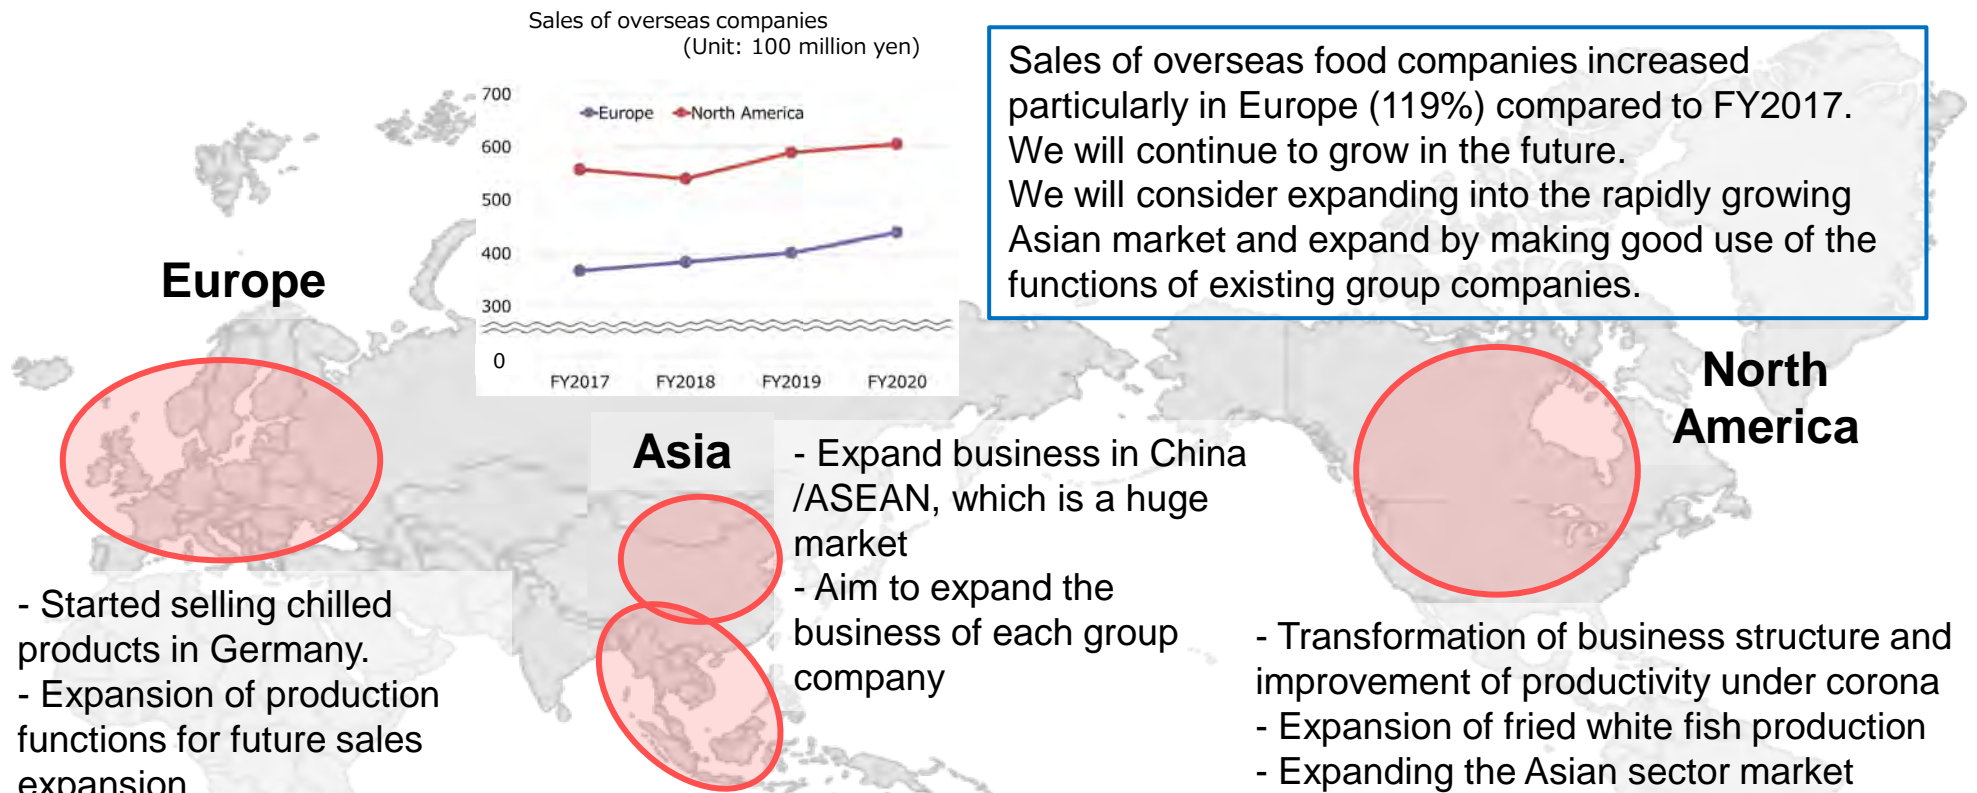 Sales of overseas companies
(Unit: 100 million yen)
700
Europe North America
600
500
400
300
0
FY2017 FY2018 FY2019 FY2020
Sales of overseas food companies increased
particularly in Europe (119%) compared to FY2017.
We will continue to grow in the future.
We will consider expanding into the rapidly growing
Asian market and expand by making good use of the
functions of existing group companies.
Europe
- Started selling chilled
products in Germany.
- Expansion of production
functions for future sales
expansion
Asia
- Expand business in China
/ASEAN, which is a huge
market
- Aim to expand the
business of each group
company
North
America
- Transformation of business structure and
improvement of productivity under corona
- Expansion of fried white fish production
- Expanding the Asian sector market